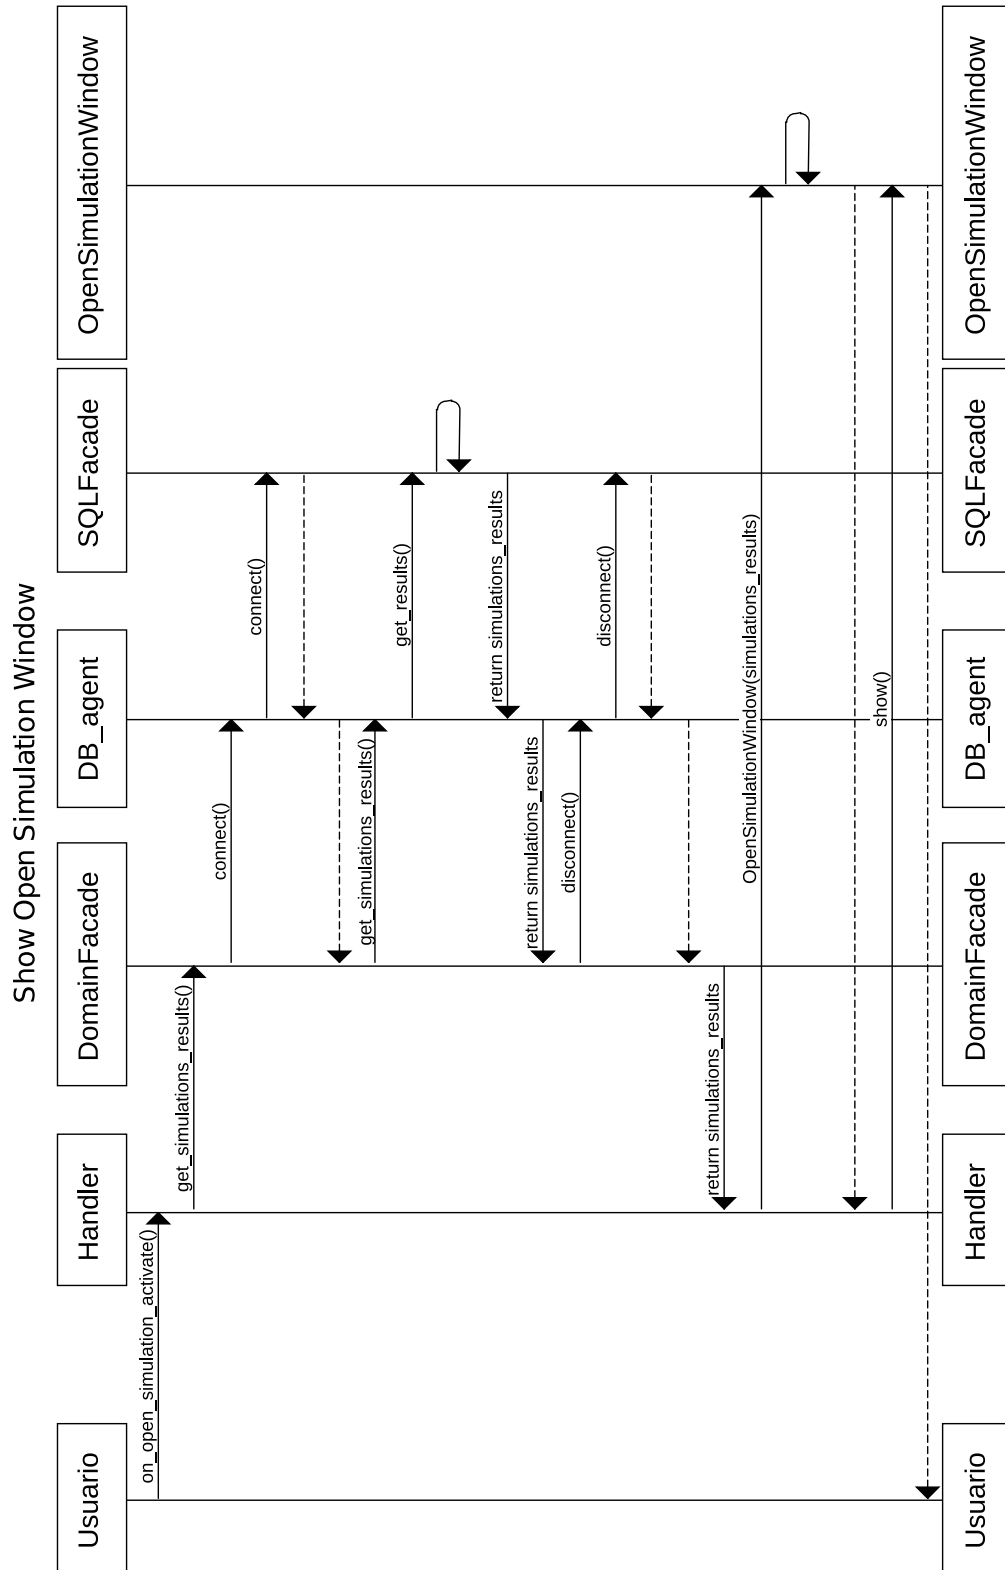 Show Open Simulation Window
Usuario
Handler
DomainFacade
DB_agent
SQLFacade
OpenSimulationWindow
on_open_simulation_activate()
get_simulations_results()
connect()
connect()
get_simulations_results()
get_results()
return simulations_results
return simulations_results
disconnect()
disconnect()
return simulations_results
OpenSimulationWindow(simulations_results)
show()
Usuario
Handler
DomainFacade
DB_agent
SQLFacade
OpenSimulationWindow